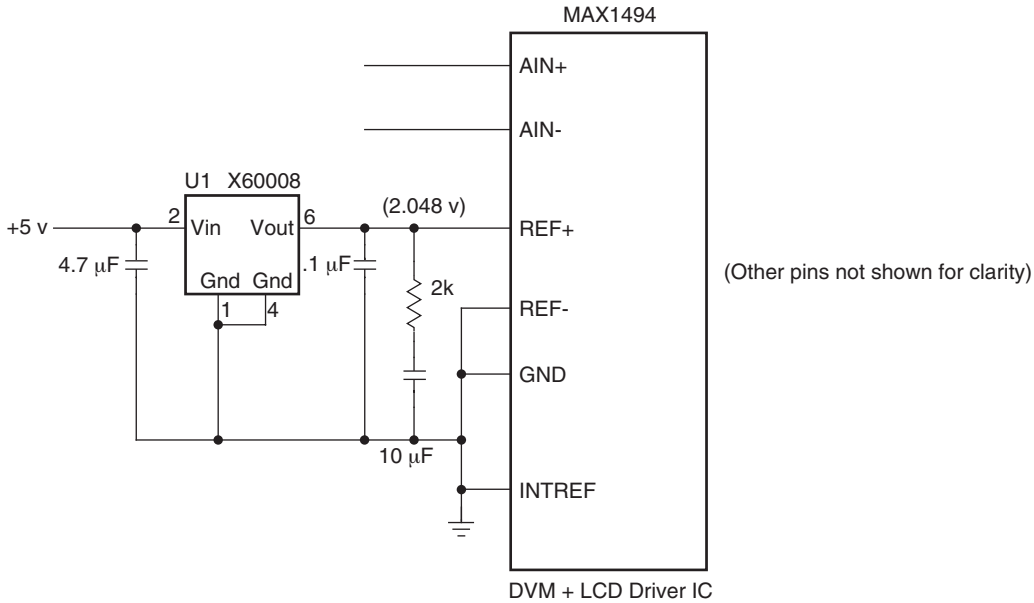 MAX1494
AIN+
AIN-
U1 X60008
(2.048 v)
+5 v
2
Vin
Vout
6
REF+
4.7 μF
.1 μF
Gnd Gnd
1
4
2k
(Other pins not shown for clarity)
REF-
GND
10 μF
INTREF
DVM + LCD Driver IC